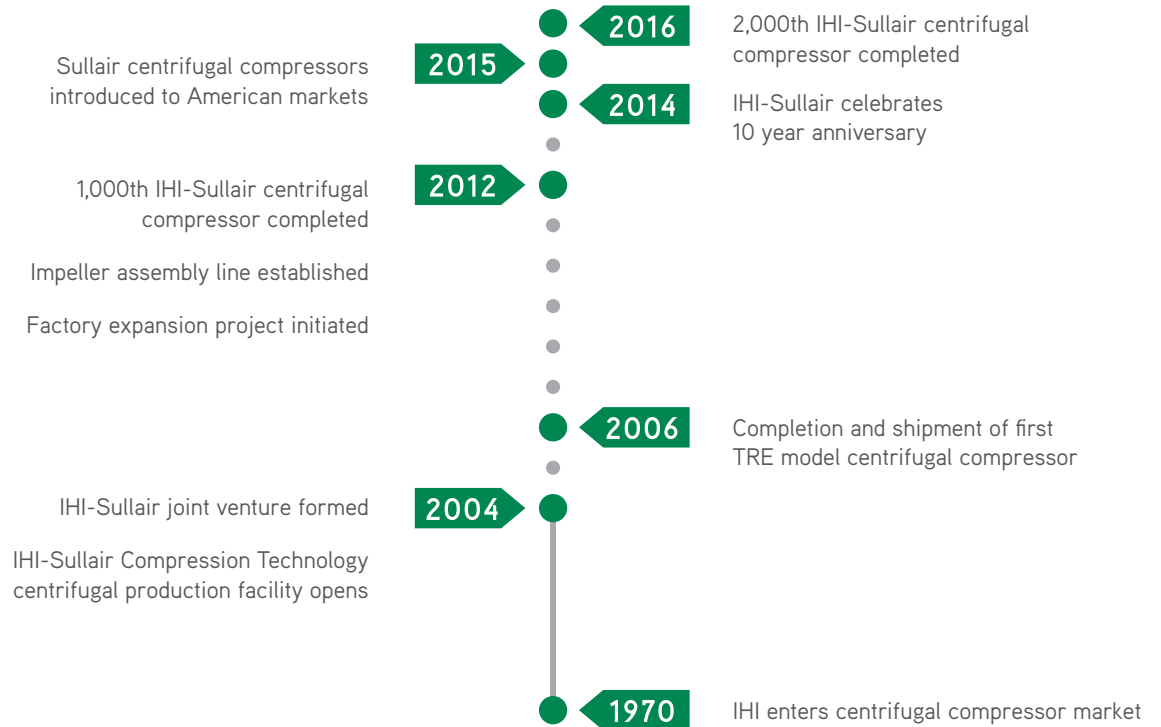 2016
2,000th IHI-Sullair centrifugal
compressor completed
2015
Sullair centrifugal compressors
introduced to American markets
2014
IHI-Sullair celebrates
10 year anniversary
2012
1,000th IHI-Sullair centrifugal
compressor completed
Impeller assembly line established
Factory expansion project initiated
2006
Completion and shipment of first
TRE model centrifugal compressor
2004
IHI-Sullair joint venture formed
IHI-Sullair Compression Technology
centrifugal production facility opens
1970
IHI enters centrifugal compressor market